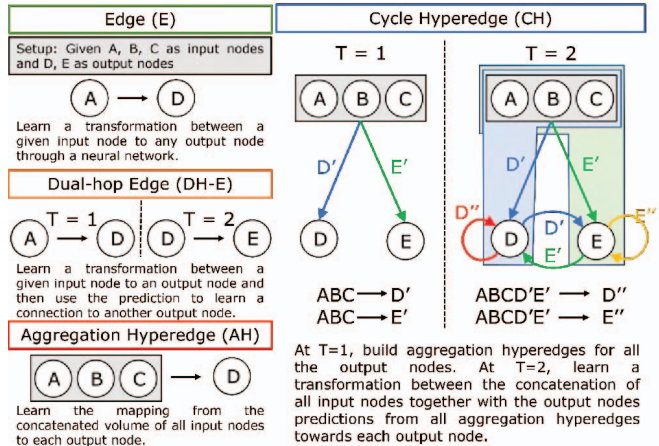 Edge (E)
Setup: Given A, B, C as input nodes
and D, E as output nodes
A D
Learn a transformation between a
given input node to any output node
through a neural network.
Dual-hop Edge (DH-E)
T = 1 T = 2
A D D E
Learn a transformation between a
given input node to an output node and
then use the prediction to learn a
connection to another output node.
Aggregation Hyperedge (AH)
A B C D
Learn the mapping from the
concatenated volume of all input nodes
to each output node.
Cycle Hyperedge (CH)
T = 1
A B C
D' E'
D E
ABC → D'
ABC → E'
T = 2
A B C
D' E'
D'' E''
D D' E
E'
ABCD'E' → D''
ABCD'E' → E''
At T=1, build aggregation hyperedges for all
the output nodes. At T=2, learn a
transformation between the concatenation of
all input nodes together with the output nodes
predictions from all aggregation hyperedges
towards each output node.